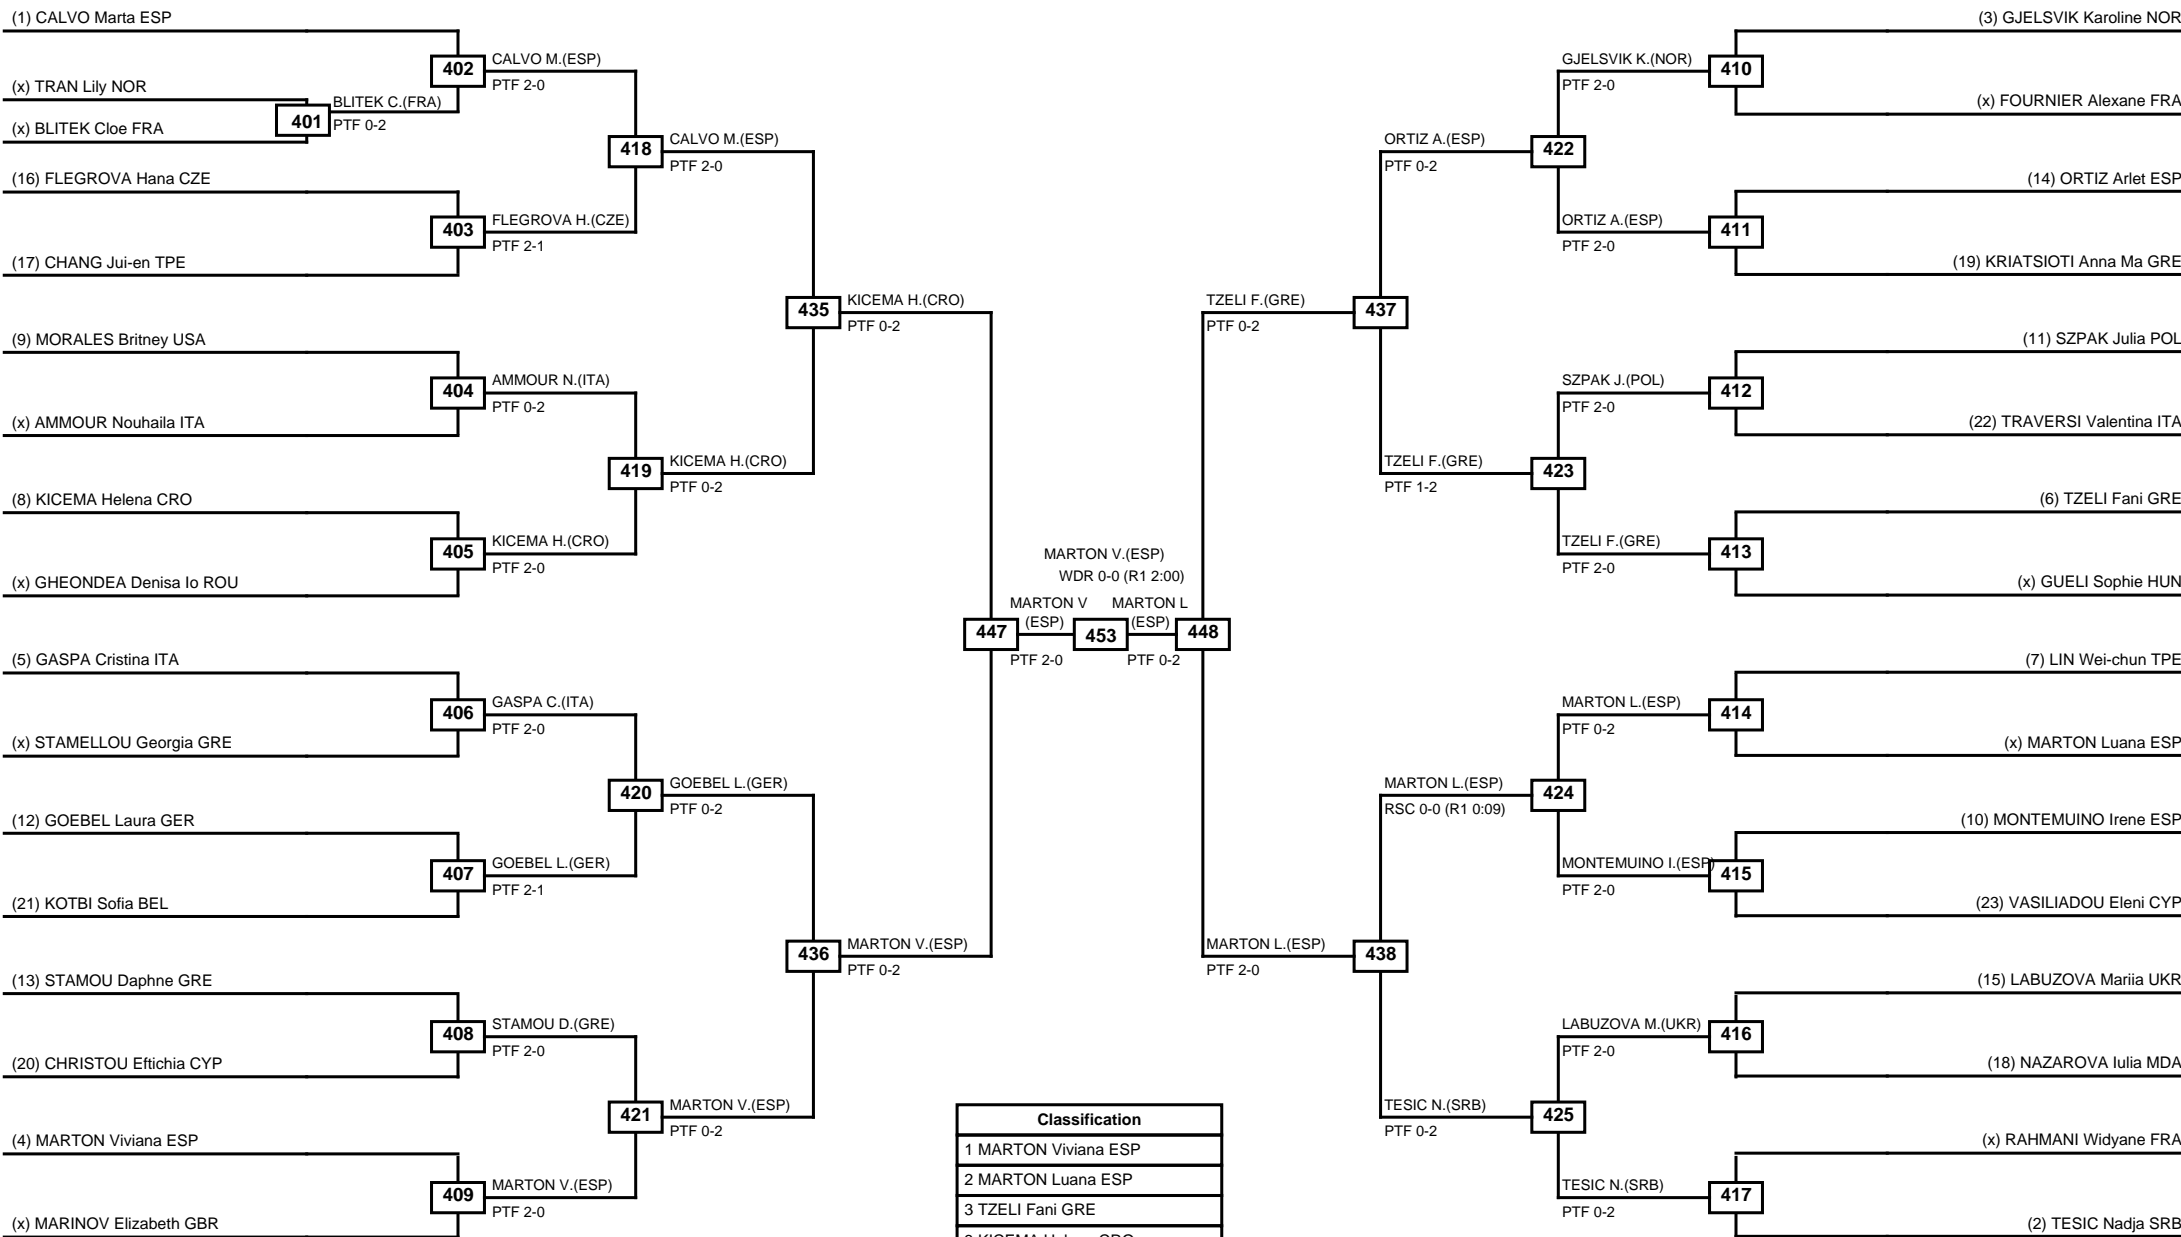 (1) CALVO Marta ESP
402
CALVO M.(ESP)
PTF 2-0
(x) TRAN Lily NOR
401
BLITEK C.(FRA)
PTF 0-2
(x) BLITEK Cloe FRA
418
CALVO M.(ESP)
PTF 2-0
(16) FLEGROVA Hana CZE
403
FLEGROVA H.(CZE)
PTF 2-1
(17) CHANG Jui-en TPE
435
KICEMA H.(CRO)
PTF 0-2
(9) MORALES Britney USA
404
AMMOUR N.(ITA)
PTF 0-2
(x) AMMOUR Nouhaila ITA
419
KICEMA H.(CRO)
PTF 0-2
(8) KICEMA Helena CRO
405
KICEMA H.(CRO)
PTF 2-0
(x) GHEONDEA Denisa Io ROU
(5) GASPA Cristina ITA
406
GASPA C.(ITA)
PTF 2-0
(x) STAMELLOU Georgia GRE
420
GOEBEL L.(GER)
PTF 0-2
(12) GOEBEL Laura GER
407
GOEBEL L.(GER)
PTF 2-1
(21) KOTBI Sofia BEL
436
MARTON V.(ESP)
PTF 0-2
(13) STAMOU Daphne GRE
408
STAMOU D.(GRE)
PTF 2-0
(20) CHRISTOU Eftichia CYP
421
MARTON V.(ESP)
PTF 0-2
(4) MARTON Viviana ESP
409
MARTON V.(ESP)
PTF 2-0
(x) MARINOV Elizabeth GBR
MARTON V.(ESP)
WDR 0-0 (R1 2:00)
MARTON V
(ESP)
447
PTF 2-0
453
MARTON L
(ESP)
448
PTF 0-2
(3) GJELSVIK Karoline NOR
GJELSVIK K.(NOR)
410
PTF 2-0
(x) FOURNIER Alexane FRA
ORTIZ A.(ESP)
422
PTF 0-2
(14) ORTIZ Arlet ESP
ORTIZ A.(ESP)
411
PTF 2-0
(19) KRIATSIOTI Anna Ma GRE
TZELI F.(GRE)
437
PTF 0-2
(11) SZPAK Julia POL
SZPAK J.(POL)
412
PTF 2-0
(22) TRAVERSI Valentina ITA
TZELI F.(GRE)
423
PTF 1-2
(6) TZELI Fani GRE
TZELI F.(GRE)
413
PTF 2-0
(x) GUELI Sophie HUN
(7) LIN Wei-chun TPE
MARTON L.(ESP)
414
PTF 0-2
(x) MARTON Luana ESP
MARTON L.(ESP)
424
RSC 0-0 (R1 0:09)
(10) MONTEMUINO Irene ESP
MONTEMUINO I.(ESP)
415
PTF 2-0
(23) VASILIADOU Eleni CYP
MARTON L.(ESP)
438
PTF 2-0
(15) LABUZOVA Mariia UKR
LABUZOVA M.(UKR)
416
PTF 2-0
(18) NAZAROVA Iulia MDA
TESIC N.(SRB)
425
PTF 0-2
(x) RAHMANI Widyane FRA
TESIC N.(SRB)
417
PTF 0-2
(2) TESIC Nadja SRB
Classification
1 MARTON Viviana ESP
2 MARTON Luana ESP
3 TZELI Fani GRE